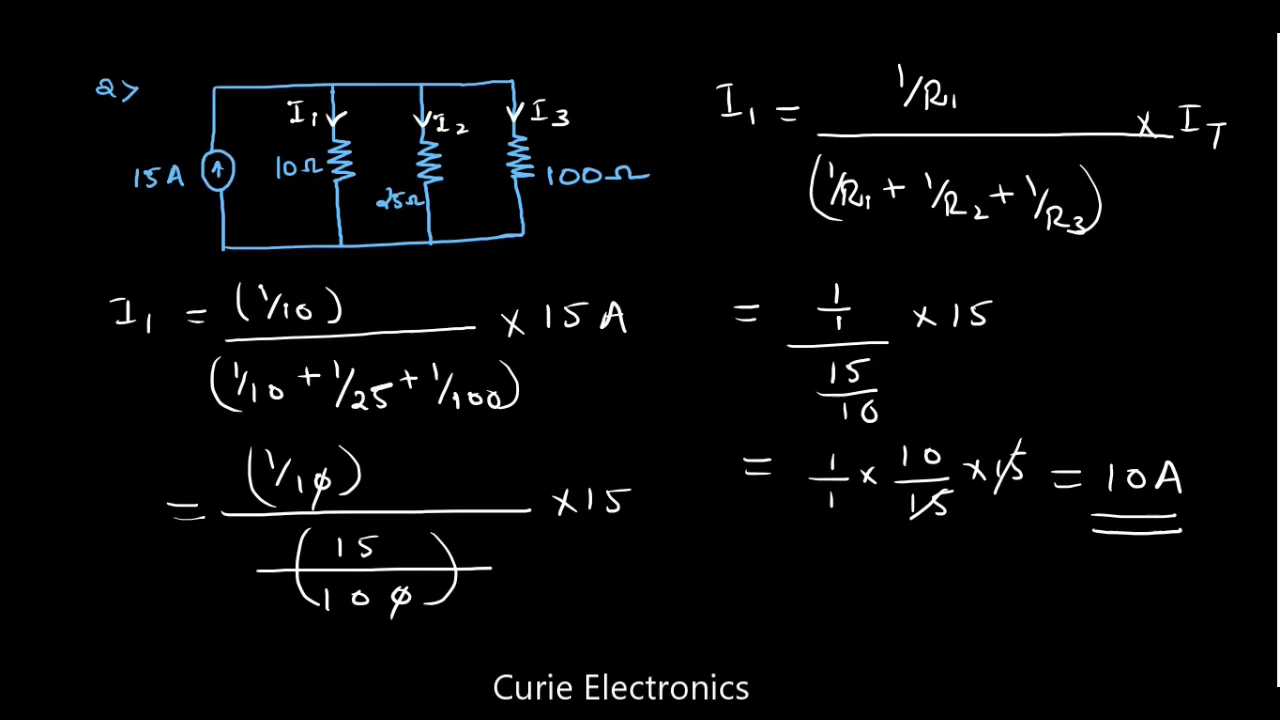 2>
I₁ I₂ I₃
15A 10Ω 25Ω 100Ω
I₁ = (1/R₁) / (1/R₁ + 1/R₂ + 1/R₃) × I_T
I₁ = (1/10) / (1/10 + 1/25 + 1/100) × 15A
= (1/10) / (15/100) × 15
= (1/1) / (15/10) × 15
= 1/1 × 10/15 × 15 = 10A
Curie Electronics